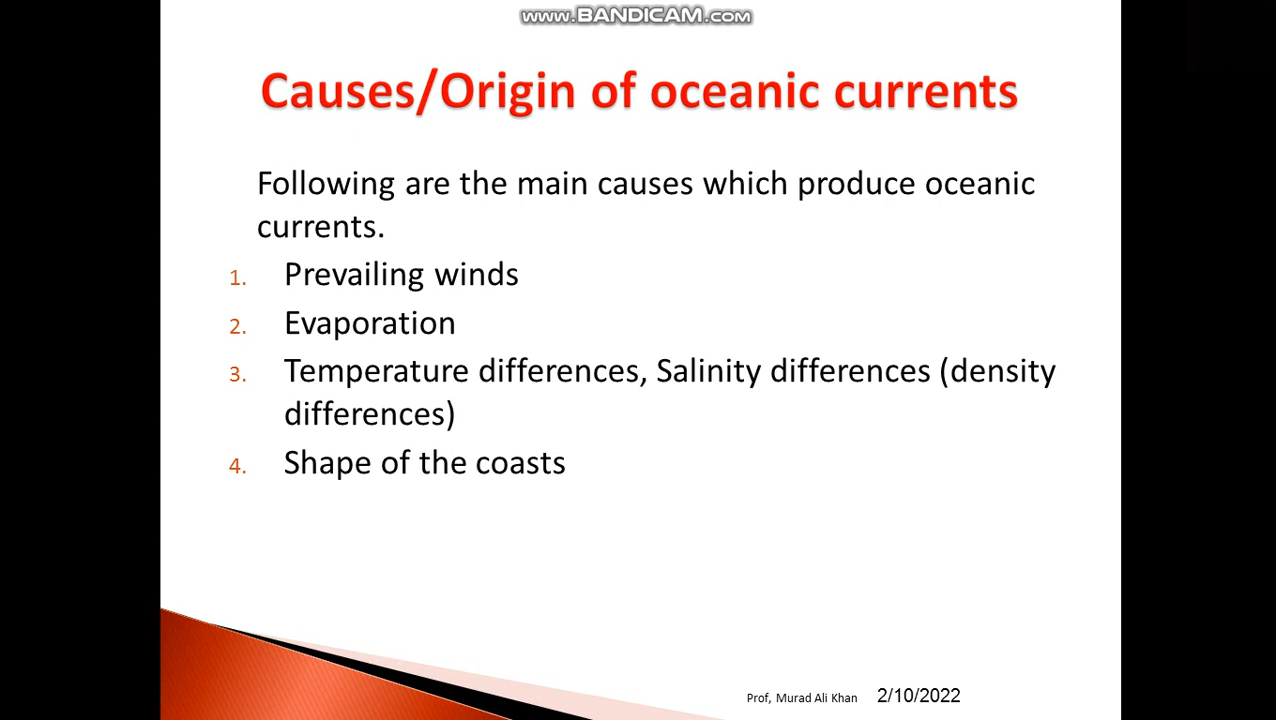 www.BANDICAM.com
Causes/Origin of oceanic currents
Following are the main causes which produce oceanic
currents.
1. Prevailing winds
2. Evaporation
3. Temperature differences, Salinity differences (density
differences)
4. Shape of the coasts
Prof, Murad Ali Khan 2/10/2022